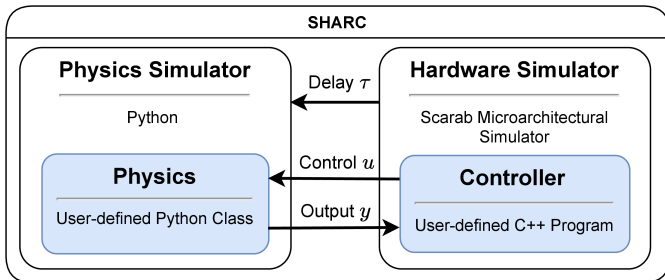 SHARC
Physics Simulator
Python
Physics
User-defined Python Class
Delay τ
Control u
Output y
Hardware Simulator
Scarab Microarchitectural
Simulator
Controller
User-defined C++ Program